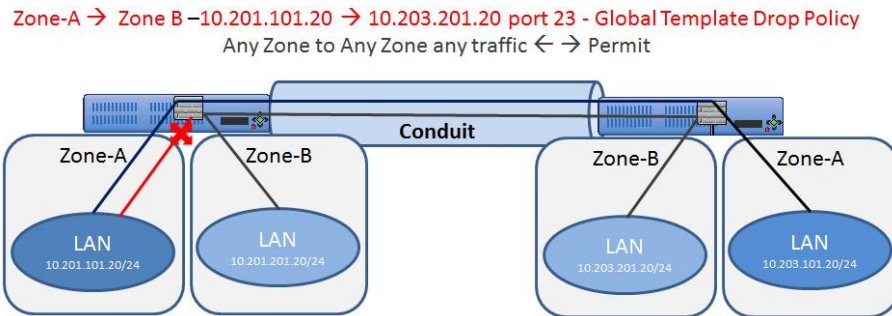 Zone-A → Zone B –10.201.101.20 → 10.203.201.20 port 23 - Global Template Drop Policy
Any Zone to Any Zone any traffic ← → Permit
Conduit
Zone-A
Zone-B
Zone-B
Zone-A
LAN
10.201.101.20/24
LAN
10.201.201.20/24
LAN
10.203.201.20/24
LAN
10.203.101.20/24